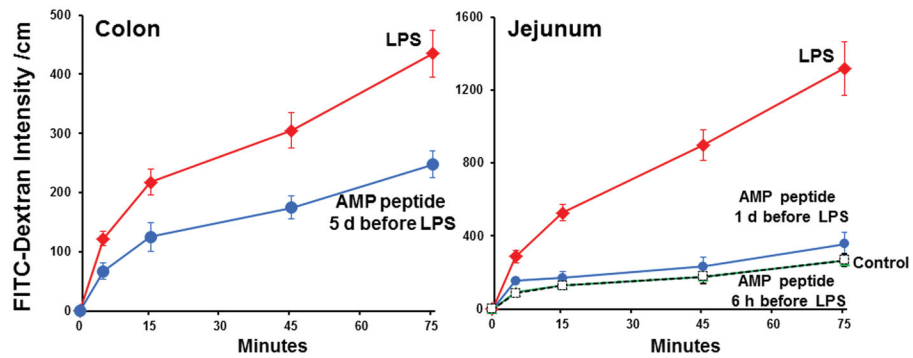 Colon
LPS
AMP peptide
5 d before LPS
FITC-Dextran Intensity /cm
500
400
300
200
100
0
0
15
30
45
60
75
Minutes
Jejunum
LPS
AMP peptide
1 d before LPS
Control
AMP peptide
6 h before LPS
1600
1200
800
400
0
0
15
30
45
60
75
Minutes